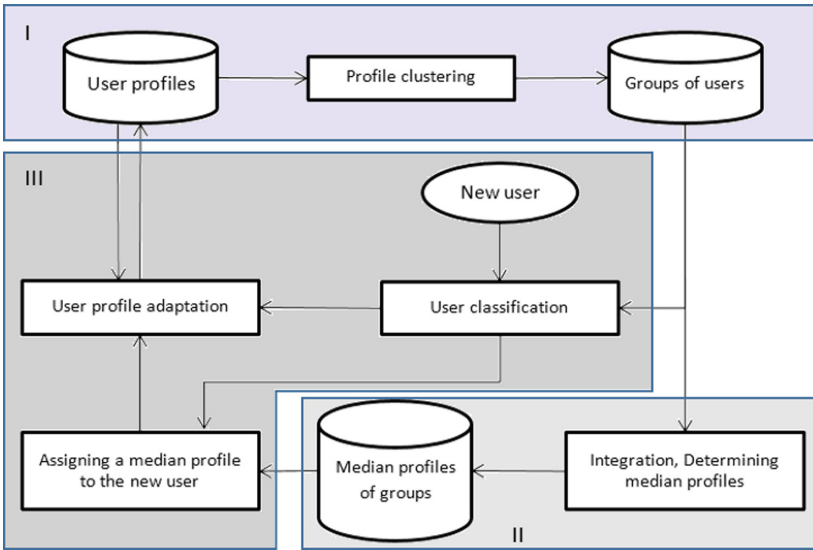 I
User profiles
Profile clustering
Groups of users
III
New user
User profile adaptation
User classification
Assigning a median profile
to the new user
Median profiles
of groups
Integration, Determining
median profiles
II